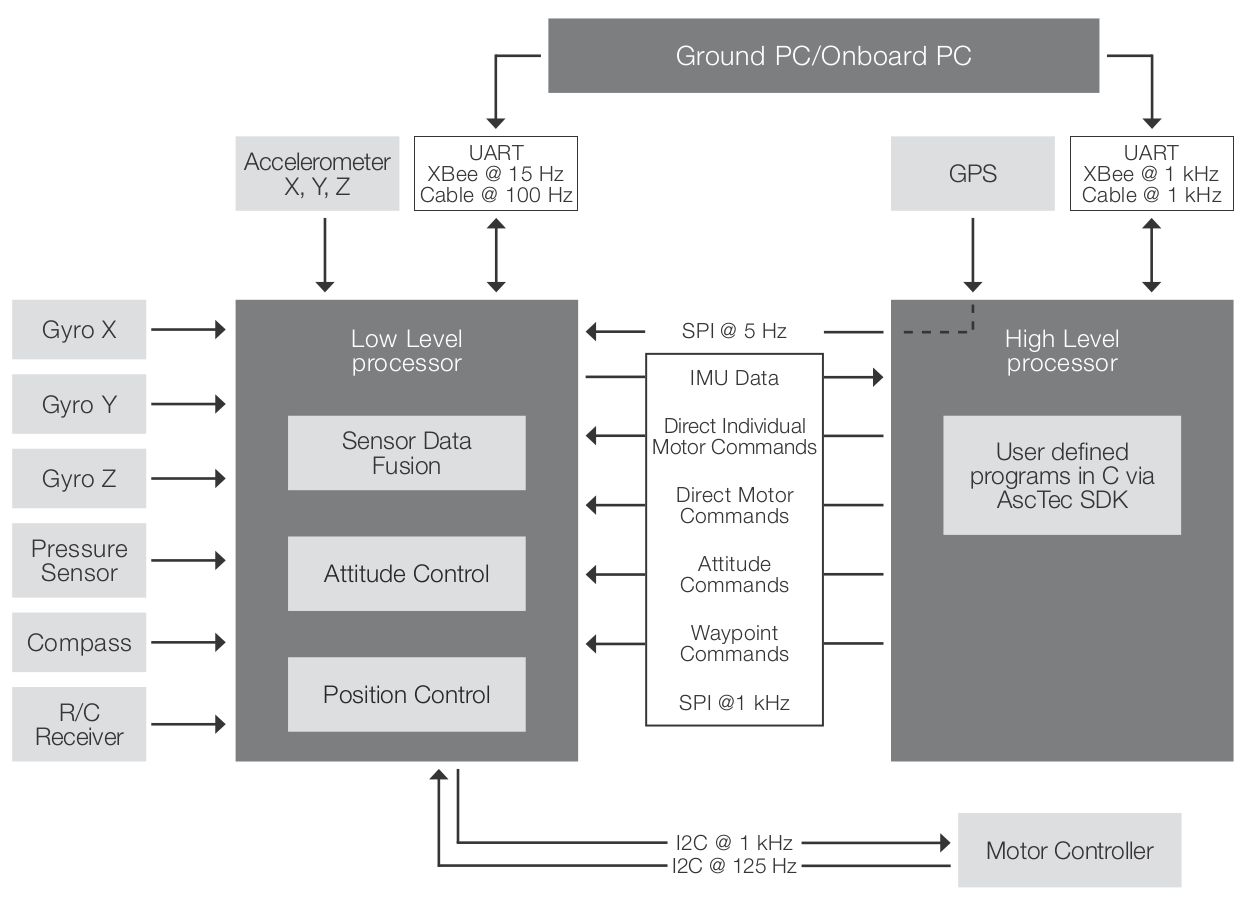 Ground PC/Onboard PC
Accelerometer
X, Y, Z
UART
XBee @ 15 Hz
Cable @ 100 Hz
GPS
UART
XBee @ 1 kHz
Cable @ 1 kHz
Gyro X
Gyro Y
Gyro Z
Pressure
Sensor
Compass
R/C
Receiver
Low Level
processor
Sensor Data
Fusion
Attitude Control
Position Control
SPI @ 5 Hz
IMU Data
Direct Individual
Motor Commands
Direct Motor
Commands
Attitude
Commands
Waypoint
Commands
SPI @1 kHz
High Level
processor
User defined
programs in C via
AscTec SDK
I2C @ 1 kHz
I2C @ 125 Hz
Motor Controller